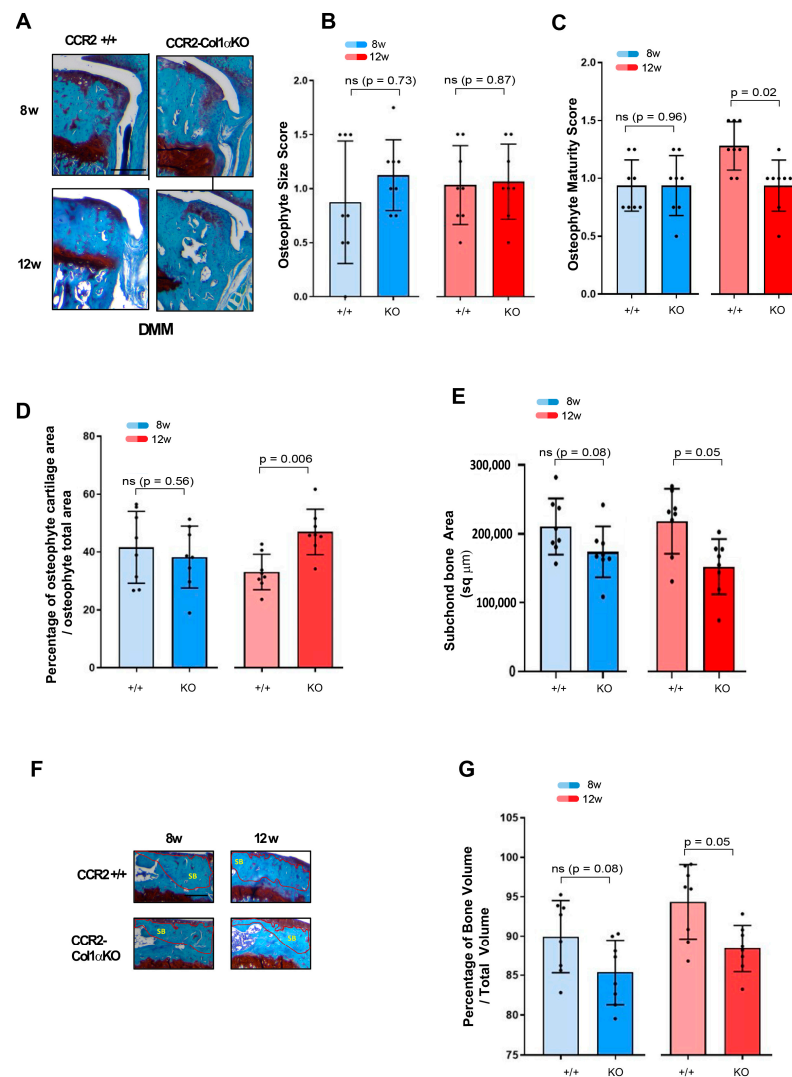 A
CCR2 +/+
CCR2-Col1αKO
8w
12w
DMM
B
8w
12w
ns (p = 0.73)
ns (p = 0.87)
Osteophyte Size Score
2.0
1.5
1.0
0.5
0.0
+/+
KO
+/+
KO
C
8w
12w
ns (p = 0.96)
p = 0.02
Osteophyte Maturity Score
2.0
1.5
1.0
0.5
0.0
+/+
KO
+/+
KO
D
8w
12w
ns (p = 0.56)
p = 0.006
Percentage of osteophyte cartilage area
/ osteophyte total area
80
60
40
20
0
+/+
KO
+/+
KO
E
8w
12w
ns (p = 0.08)
p = 0.05
Subchond bone Area
(sq μm)
300,000
200,000
100,000
0
+/+
KO
+/+
KO
F
8w
12w
CCR2+/+
SB
SB
CCR2-
Col1αKO
SB
SB
G
8w
12w
ns (p = 0.08)
p = 0.05
Percentage of Bone Volume
/ Total Volume
105
100
95
90
85
80
75
+/+
KO
+/+
KO